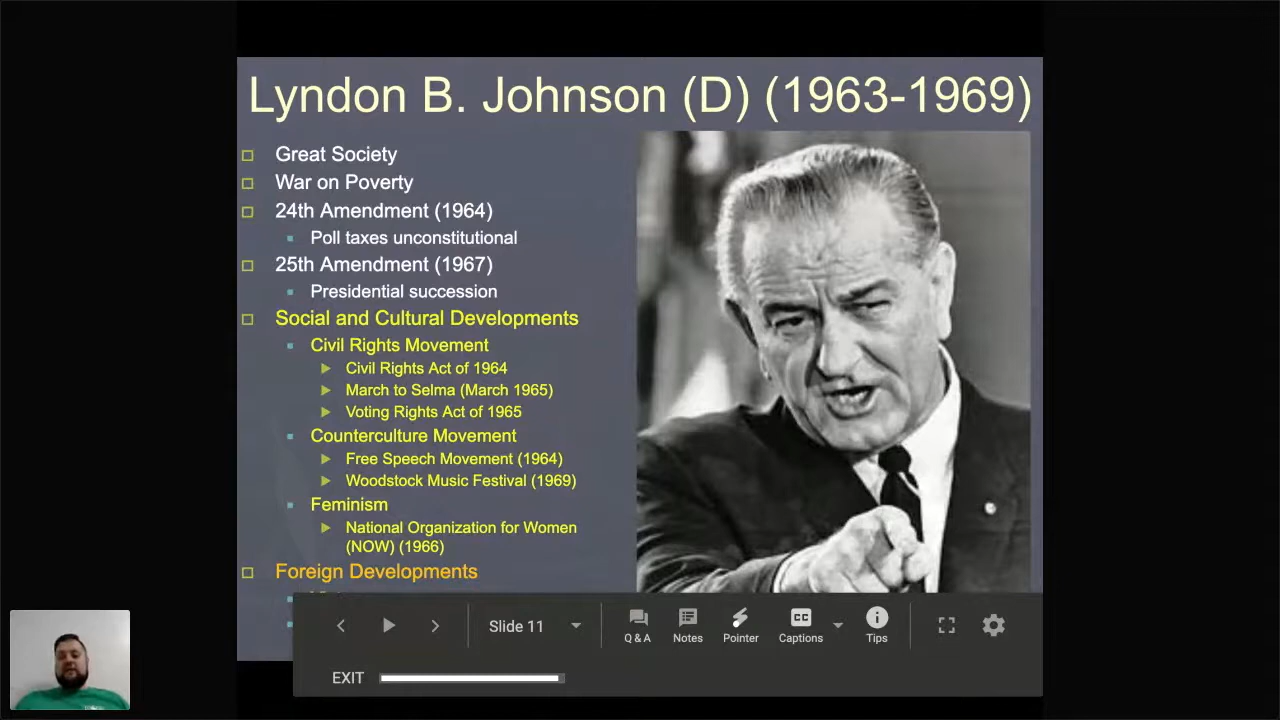 Lyndon B. Johnson (D) (1963-1969)
Great Society
War on Poverty
24th Amendment (1964)
Poll taxes unconstitutional
25th Amendment (1967)
Presidential succession
Social and Cultural Developments
Civil Rights Movement
Civil Rights Act of 1964
March to Selma (March 1965)
Voting Rights Act of 1965
Counterculture Movement
Free Speech Movement (1964)
Woodstock Music Festival (1969)
Feminism
National Organization for Women
(NOW) (1966)
Foreign Developments
Slide 11
Q & A
Notes
Pointer
CC
Captions
Tips
EXIT